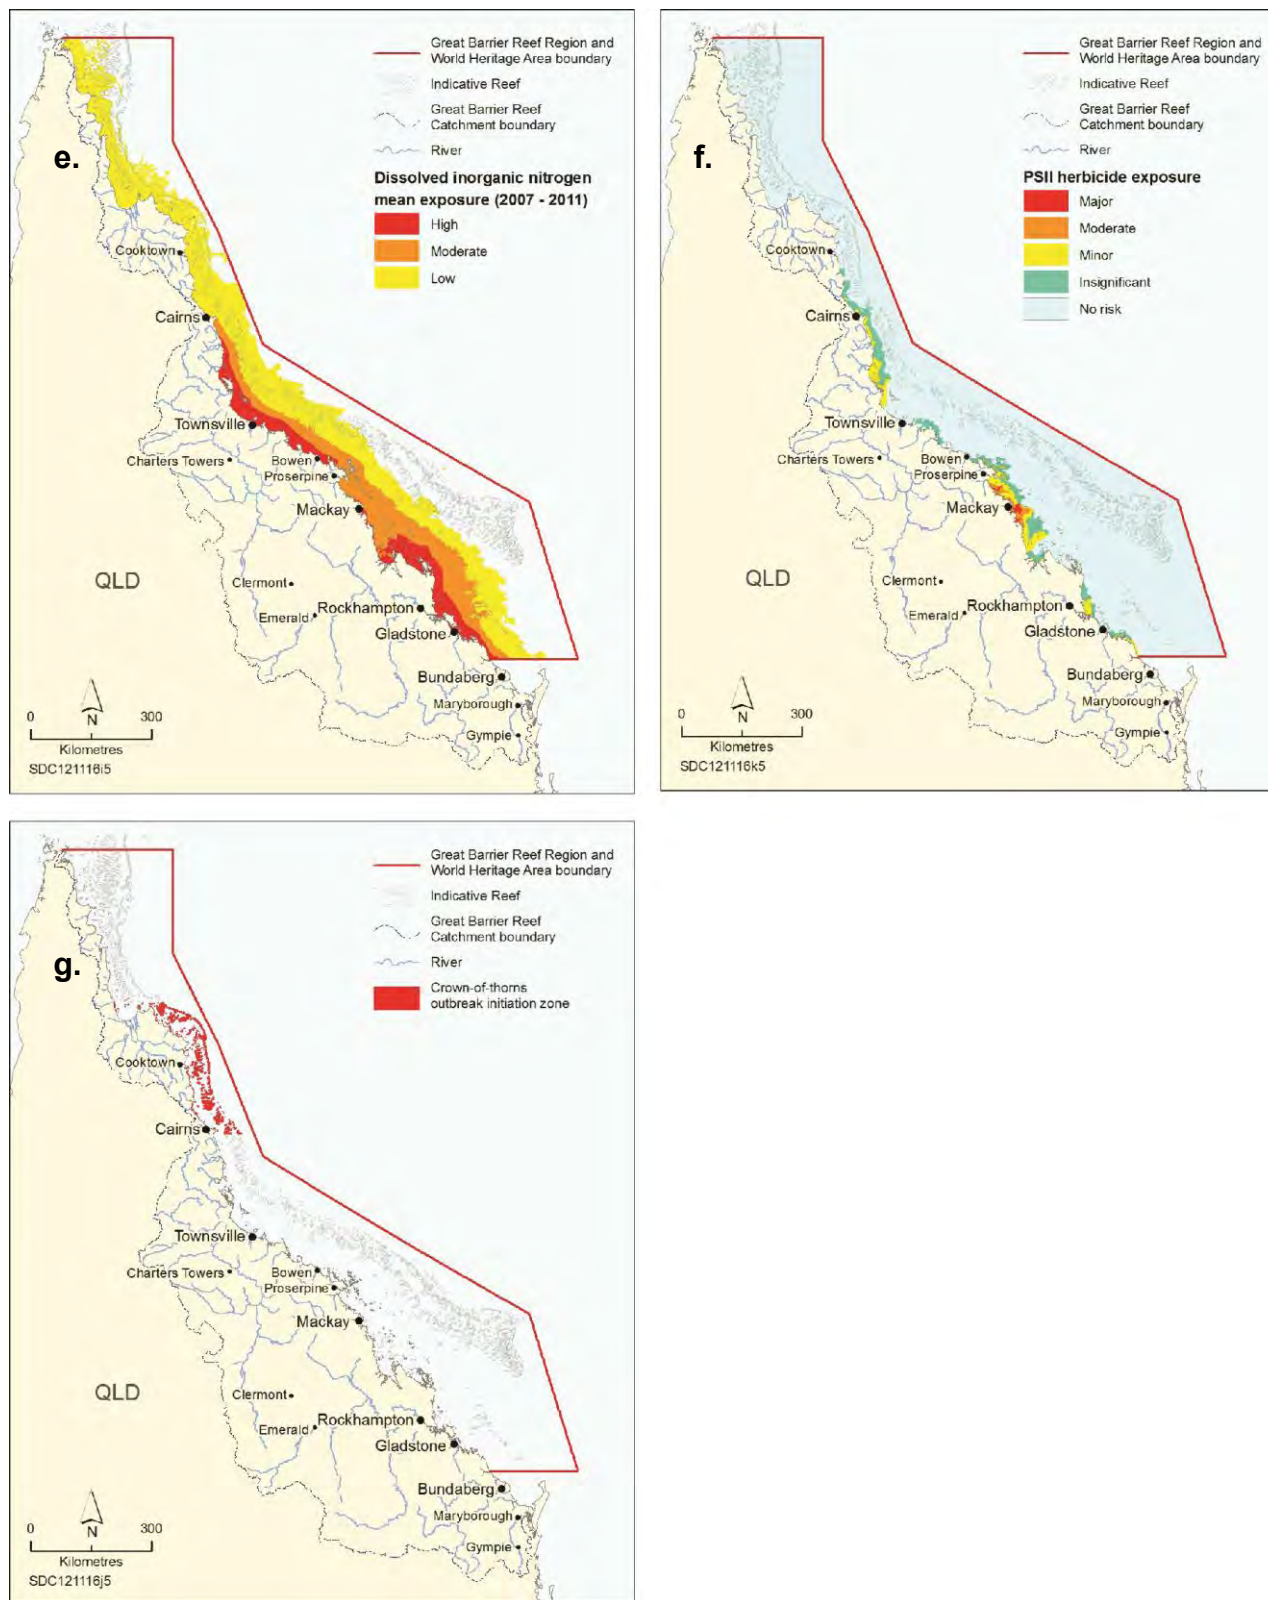 e.
Great Barrier Reef Region and
World Heritage Area boundary
Indicative Reef
Great Barrier Reef
Catchment boundary
River
Dissolved inorganic nitrogen
mean exposure (2007 - 2011)
High
Moderate
Low
Cooktown
Cairns
Townsville
Charters Towers
Bowen
Proserpine
Mackay
QLD
Clermont
Emerald
Rockhampton
Gladstone
Bundaberg
Maryborough
Gympie
0
N
300
Kilometres
SDC121116i5
f.
Great Barrier Reef Region and
World Heritage Area boundary
Indicative Reef
Great Barrier Reef
Catchment boundary
River
PSII herbicide exposure
Major
Moderate
Minor
Insignificant
No risk
Cooktown
Cairns
Townsville
Charters Towers
Bowen
Proserpine
Mackay
QLD
Clermont
Emerald
Rockhampton
Gladstone
Bundaberg
Maryborough
Gympie
0
N
300
Kilometres
SDC121116k5
g.
Great Barrier Reef Region and
World Heritage Area boundary
Indicative Reef
Great Barrier Reef
Catchment boundary
River
Crown-of-thorns
outbreak initiation zone
Cooktown
Cairns
Townsville
Charters Towers
Bowen
Proserpine
Mackay
QLD
Clermont
Emerald
Rockhampton
Gladstone
Bundaberg
Maryborough
Gympie
0
N
300
Kilometres
SDC121116j5